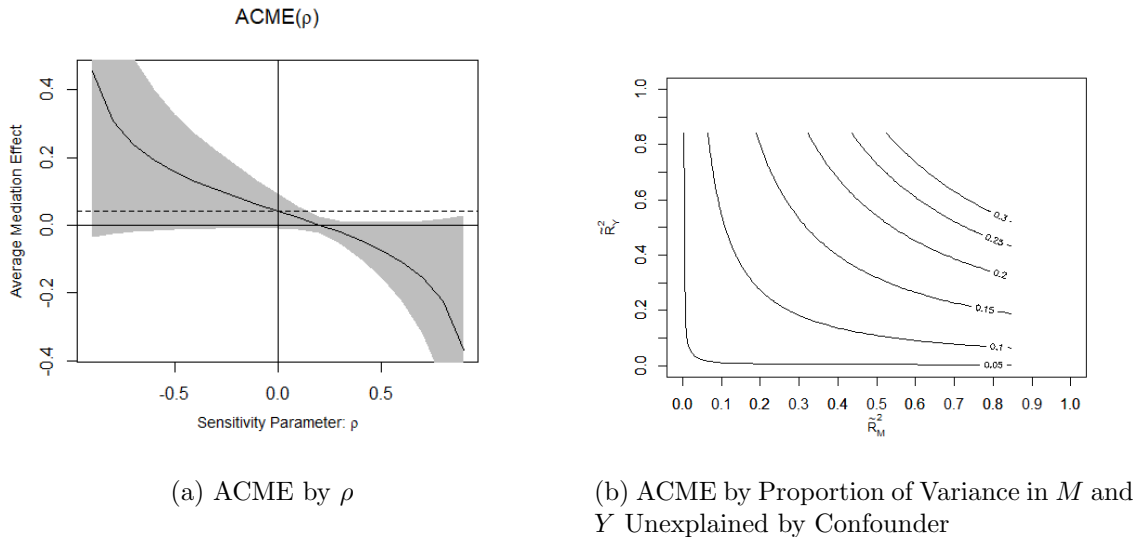 ACME(ρ)
Average Mediation Effect
0.4
0.2
0.0
-0.2
-0.4
-0.5 0.0 0.5
Sensitivity Parameter: ρ
(a) ACME by ρ
R̃²Y
1.0
0.8
0.6
0.4
0.2
0.0
0.3
0.25
0.2
0.15
0.1
0.05
0.0 0.1 0.2 0.3 0.4 0.5 0.6 0.7 0.8 0.9 1.0
R̃²M
(b) ACME by Proportion of Variance in M and
Y Unexplained by Confounder